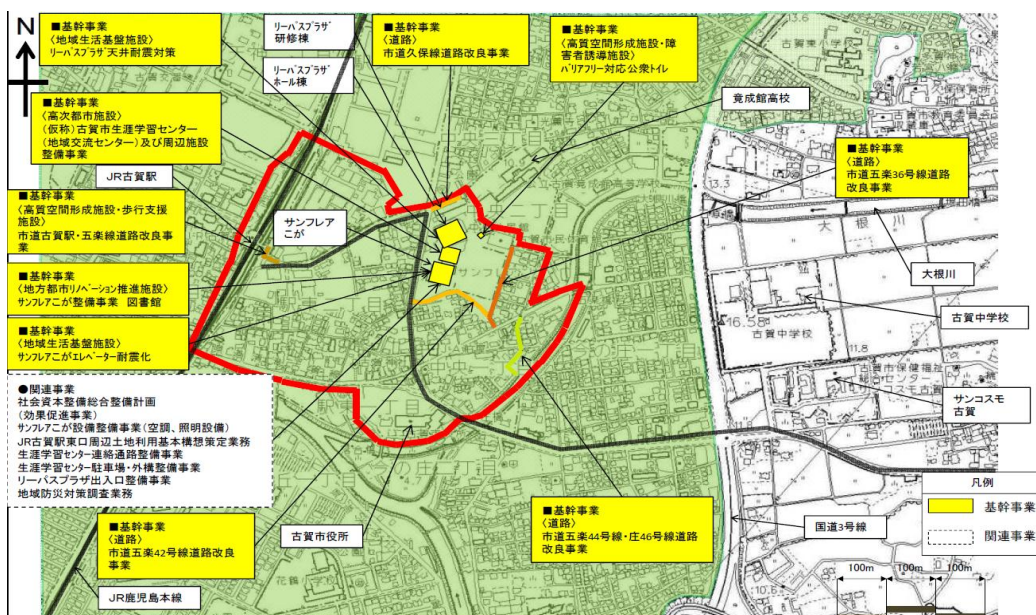 N
■基幹事業
〈地域生活基盤施設〉
リーパスプラザ天井耐震対策
リーパスプラザ
研修棟
リーパスプラザ
ホール棟
■基幹事業
〈道路〉
市道久保線道路改良事業
■基幹事業
〈高質空間形成施設・障
害者誘導施設〉
バリアフリー対応公衆トイレ
竟成館高校
■基幹事業
〈高次都市施設〉
(仮称)古賀市生涯学習センター
(地域交流センター)及び周辺施設
整備事業
■基幹事業
〈道路〉
市道五楽36号線道路
改良事業
JR古賀駅
■基幹事業
〈高質空間形成施設・歩行支援
施設〉
市道古賀駅・五楽線道路改良事
業
サンフレア
こが
大根川
■基幹事業
〈地方都市リノベーション推進施設〉
サンフレアこが整備事業 図書館
■基幹事業
〈地域生活基盤施設〉
サンフレアこがエレベーター耐震化
古賀中学校
サンコスモ
古賀
●関連事業
社会資本整備総合整備計画
(効果促進事業)
サンフレアこが設備整備事業(空調、照明設備)
JR古賀駅東口周辺土地利用基本構想策定業務
生涯学習センター連絡通路整備事業
生涯学習センター駐車場・外構整備事業
リーパスプラザ出入口整備事業
地域防災対策調査業務
■基幹事業
〈道路〉
市道五楽42号線道路改良
事業
古賀市役所
■基幹事業
〈道路〉
市道五楽44号線・庄46号線道路
改良事業
国道3号線
JR鹿児島本線
凡例
基幹事業
関連事業
100m 100m 100m
13.6
13.3
大根川
16.58
古賀中学校
11.8
10.6